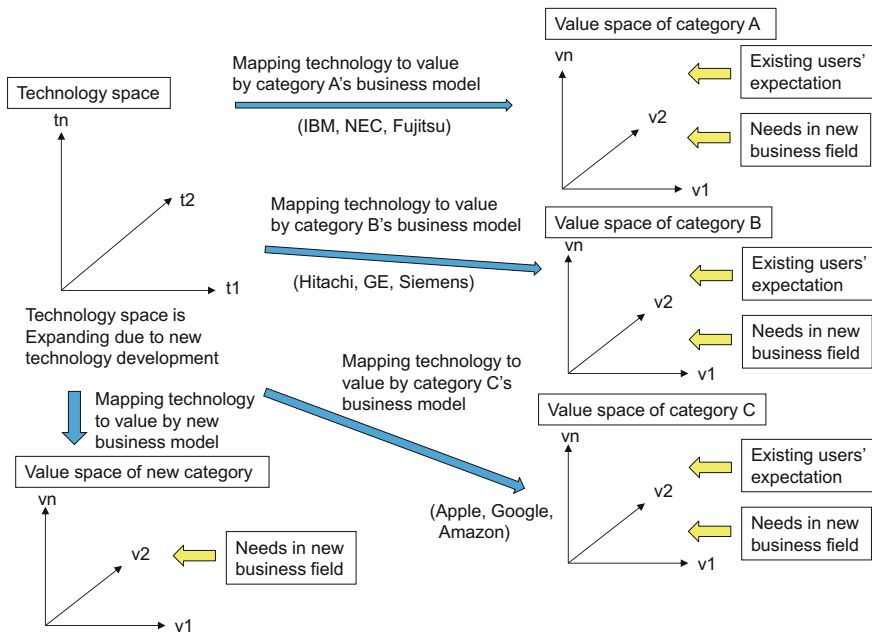 Value space of category A
vn
Mapping technology to value
by category A's business model
Existing users'
expectation
Technology space
tn
(IBM, NEC, Fujitsu)
v2
Needs in new
business field
v1
t2
Mapping technology to value
by category B's business model
Value space of category B
vn
Existing users'
expectation
(Hitachi, GE, Siemens)
t1
v2
Technology space is
Expanding due to new
technology development
Needs in new
business field
v1
Mapping technology to
value by category C's
business model
Mapping technology
to value by new
business model
Value space of category C
vn
Existing users'
expectation
Value space of new category
vn
v2
(Apple, Google,
Amazon)
Needs in new
business field
v1
v2
Needs in new
business field
v1